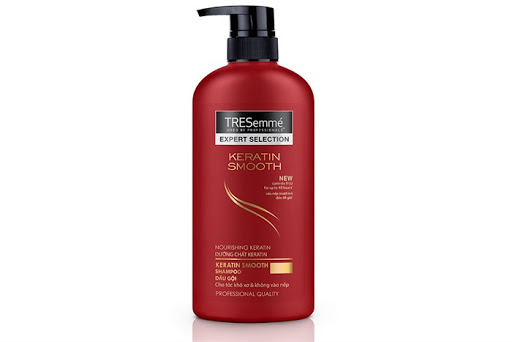 TRESemmé
USED BY PROFESSIONALS
EXPERT SELECTION
KERATIN
SMOOTH
NEW
NOURISHING KERATIN
DƯỠNG CHẤT KERATIN
KERATIN SMOOTH
SHAMPOO
DẦU GỘI
Cho tóc khô xơ & không vào nếp
PROFESSIONAL QUALITY